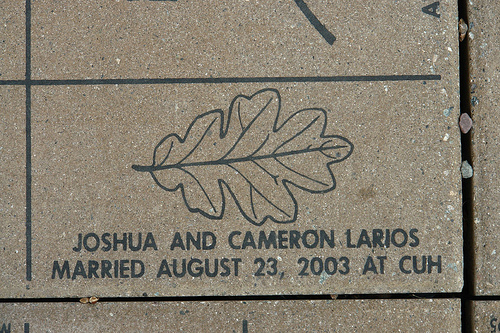 JOSHUA AND CAMERON LARIOS
MARRIED AUGUST 23, 2003 AT CUH